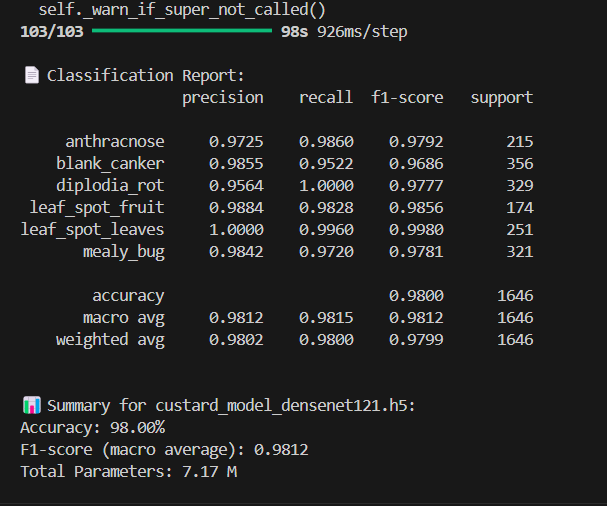 self._warn_if_super_not_called()
103/103 ━━━━━━━━━━━━━━━━━━━━ 98s 926ms/step
📄 Classification Report:
precision recall f1-score support
anthracnose 0.9725 0.9860 0.9792 215
blank_canker 0.9855 0.9522 0.9686 356
diplodia_rot 0.9564 1.0000 0.9777 329
leaf_spot_fruit 0.9884 0.9828 0.9856 174
leaf_spot_leaves 1.0000 0.9960 0.9980 251
mealy_bug 0.9842 0.9720 0.9781 321
accuracy 0.9800 1646
macro avg 0.9812 0.9815 0.9812 1646
weighted avg 0.9802 0.9800 0.9799 1646
📊 Summary for custard_model_densenet121.h5:
Accuracy: 98.00%
F1-score (macro average): 0.9812
Total Parameters: 7.17 M